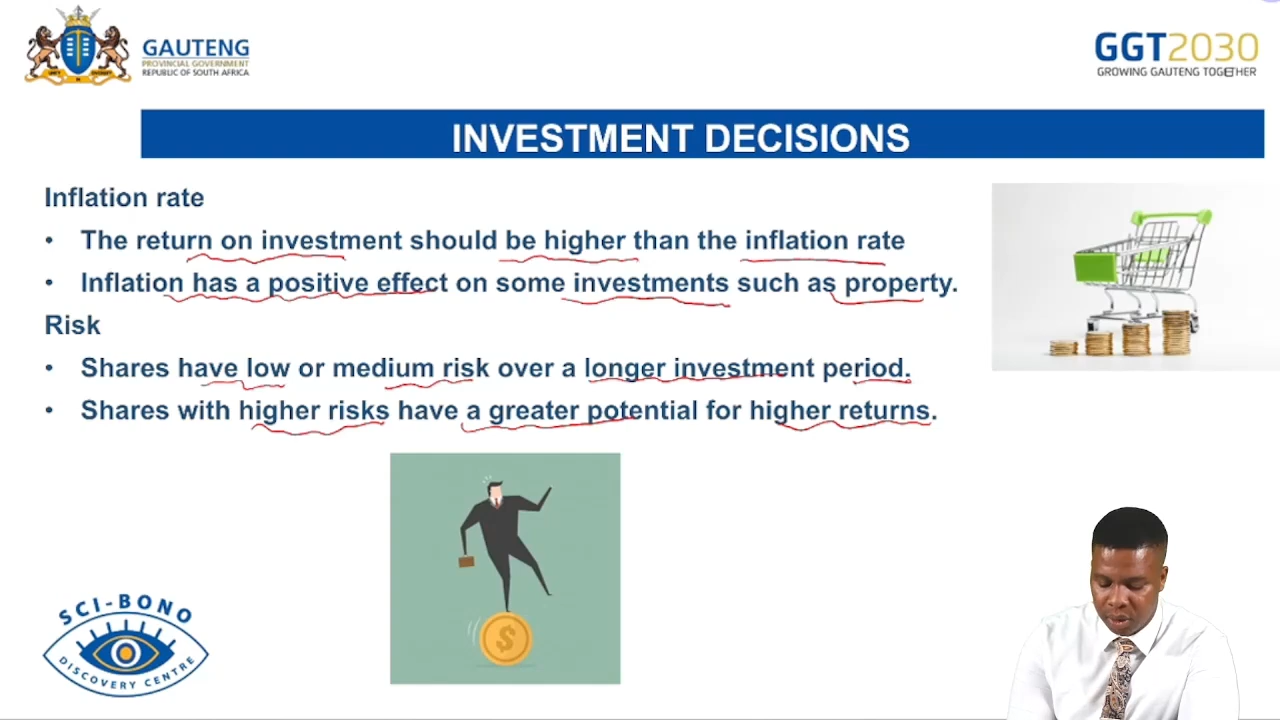 GAUTENG
PROVINCIAL GOVERNMENT
REPUBLIC OF SOUTH AFRICA
GGT2030
GROWING GAUTENG TOGETHER
INVESTMENT DECISIONS
Inflation rate
• The return on investment should be higher than the inflation rate
• Inflation has a positive effect on some investments such as property.
Risk
• Shares have low or medium risk over a longer investment period.
• Shares with higher risks have a greater potential for higher returns.
$
SCI-BONO
DISCOVERY CENTRE